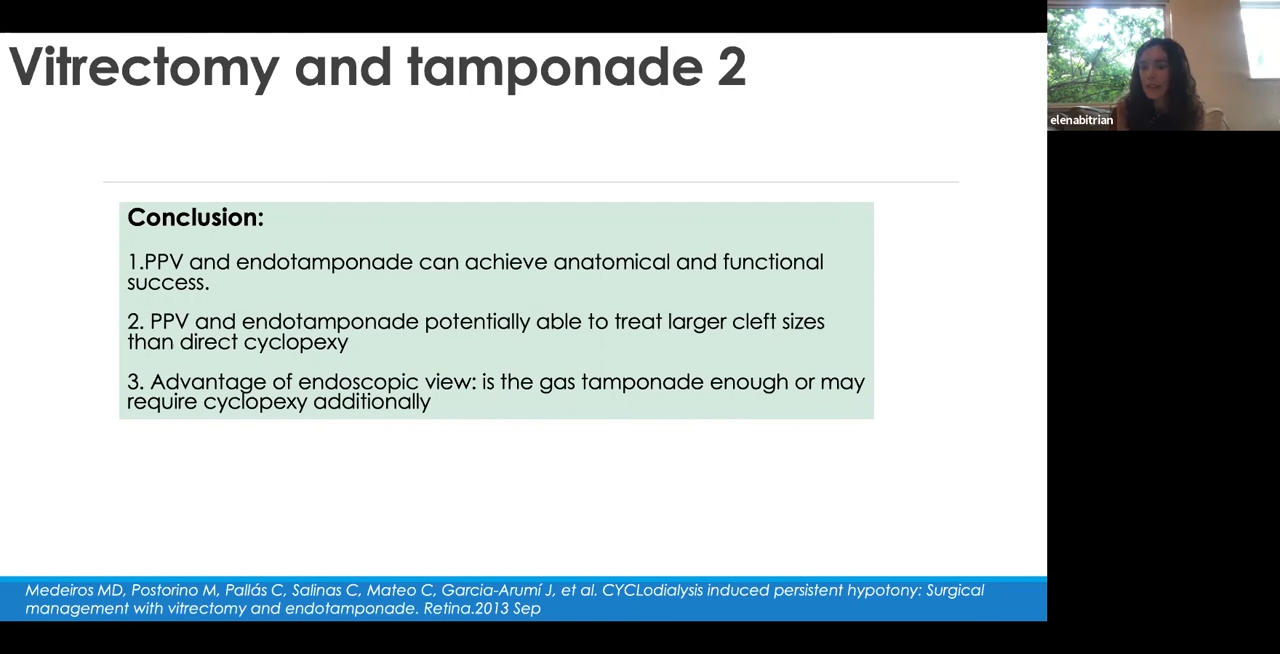 Vitrectomy and tamponade 2
elenabitrian
Conclusion:
1.PPV and endotamponade can achieve anatomical and functional
success.
2. PPV and endotamponade potentially able to treat larger cleft sizes
than direct cyclopexy
3. Advantage of endoscopic view: is the gas tamponade enough or may
require cyclopexy additionally
Medeiros MD, Postorino M, Pallás C, Salinas C, Mateo C, Garcia-Arumí J, et al. CYCLodialysis induced persistent hypotony: Surgical
management with vitrectomy and endotamponade. Retina.2013 Sep